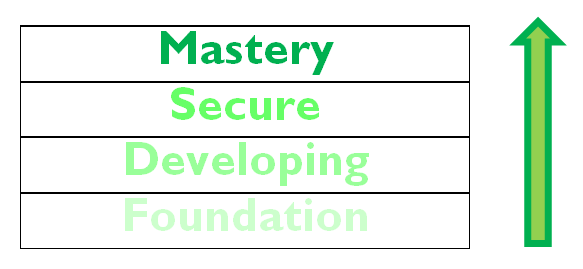 Mastery
Secure
Developing
Foundation